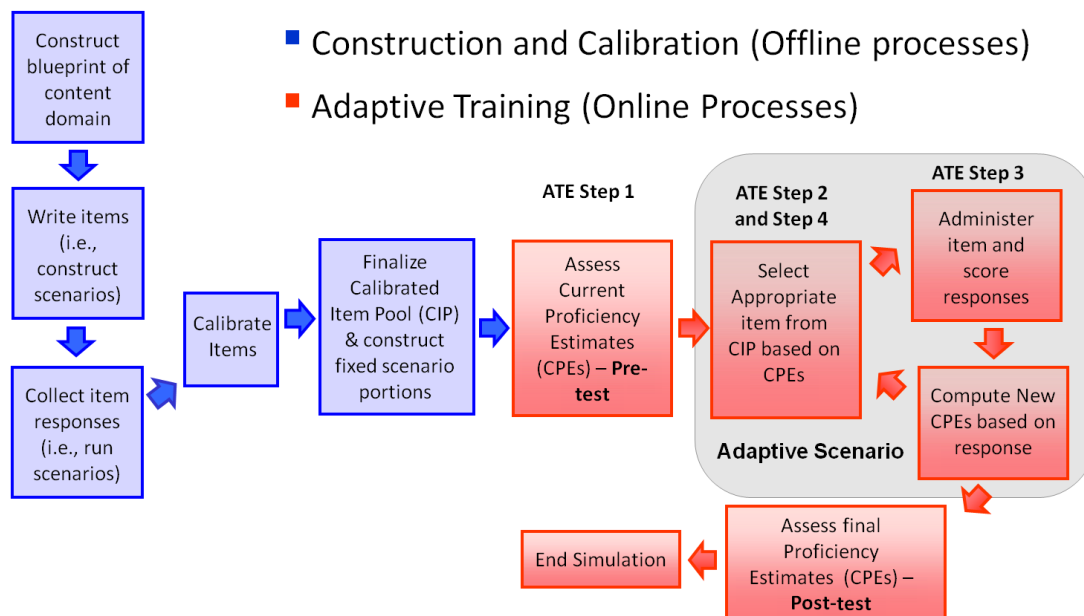 Construct
blueprint of
content
domain
Construction and Calibration (Offline processes)
Adaptive Training (Online Processes)
Write items
(i.e.,
construct
scenarios)
Collect item
responses
(i.e., run
scenarios)
Calibrate
Items
Finalize
Calibrated
Item Pool (CIP)
& construct
fixed scenario
portions
ATE Step 1
Assess
Current
Proficiency
Estimates
(CPEs) – Pre-
test
ATE Step 2
and Step 4
Select
Appropriate
item from
CIP based on
CPEs
ATE Step 3
Administer
item and
score
responses
Compute New
CPEs based on
response
Adaptive Scenario
Assess final
Proficiency
Estimates (CPEs) –
Post-test
End Simulation